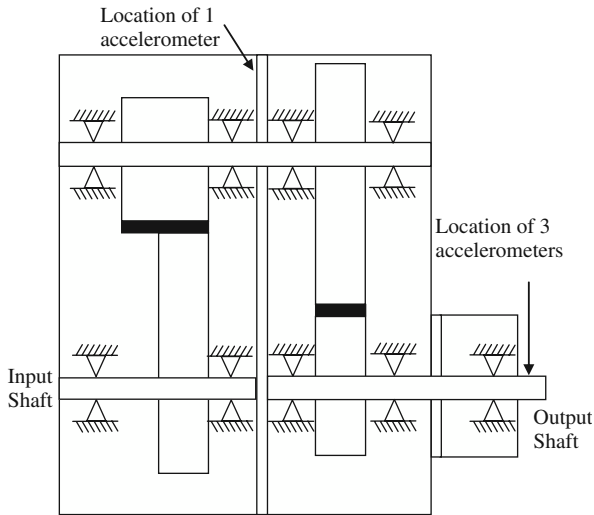 Location of 1
accelerometer
Location of 3
accelerometers
Input
Shaft
Output
Shaft